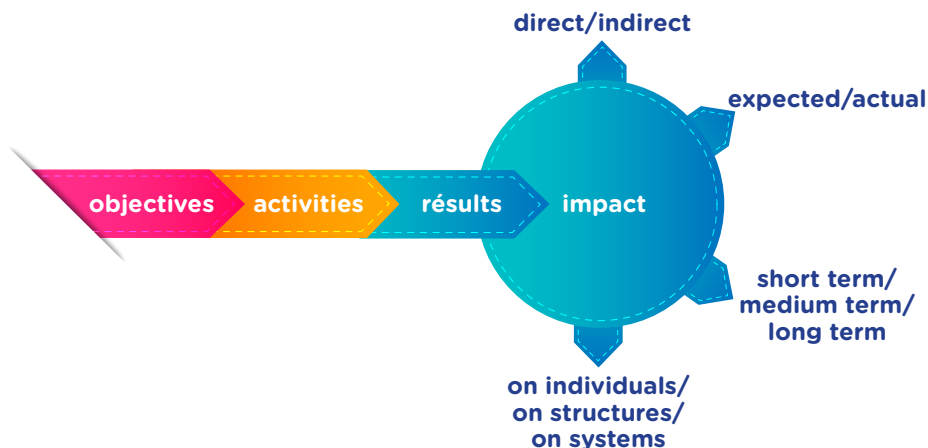 direct/indirect
expected/actual
objectives
activities
résults
impact
short term/
medium term/
long term
on individuals/
on structures/
on systems